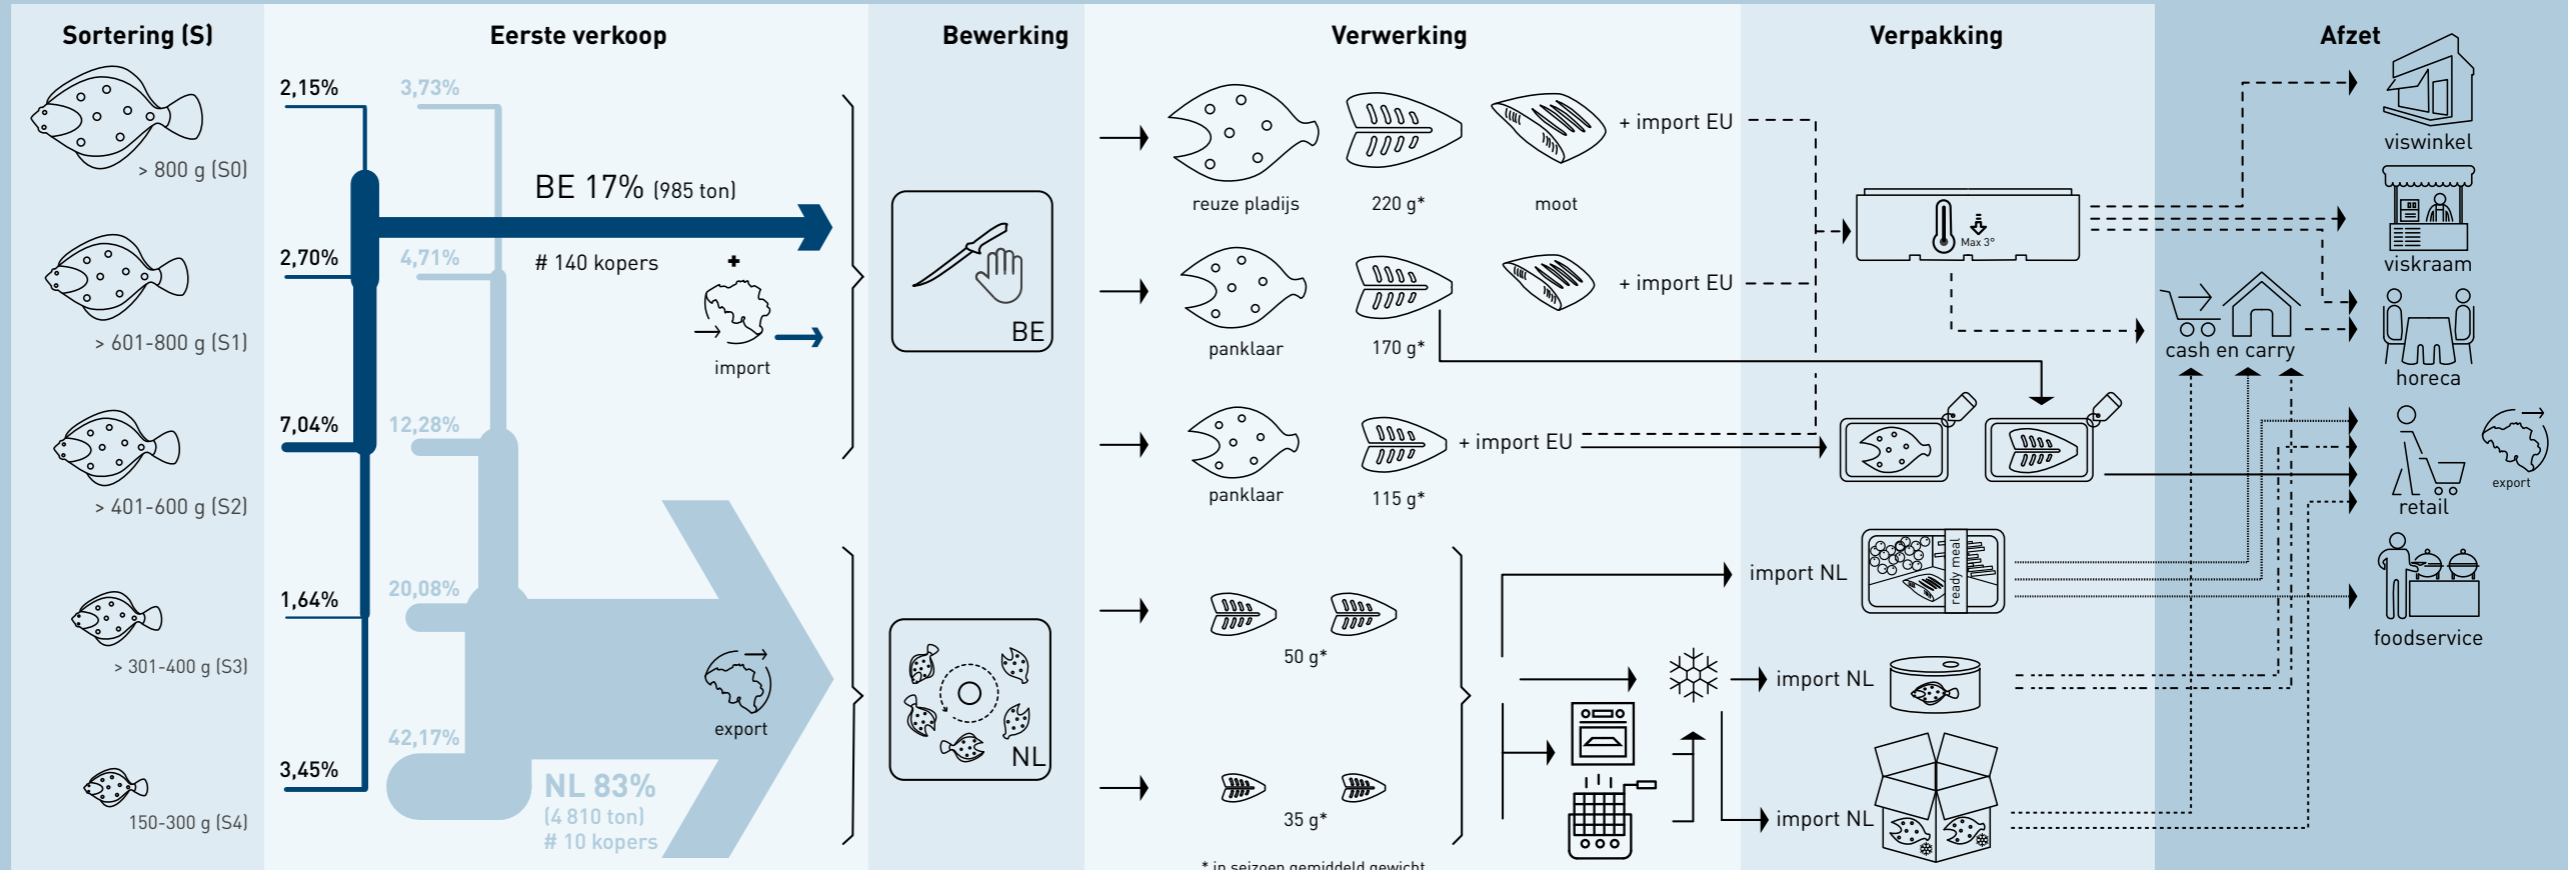 Sortering (S)
Eerste verkoop
Bewerking
Verwerking
Verpakking
Afzet
> 800 g (S0)
> 601-800 g (S1)
> 401-600 g (S2)
> 301-400 g (S3)
150-300 g (S4)
2,15%
2,70%
7,04%
1,64%
3,45%
3,73%
4,71%
12,28%
20,08%
42,17%
BE 17% (985 ton)
# 140 kopers
+
import
export
NL 83%
(4 810 ton)
# 10 kopers
BE
NL
reuze pladijs
220 g*
moot
+ import EU
panklaar
170 g*
+ import EU
panklaar
115 g*
+ import EU
50 g*
35 g*
* in seizoen gemiddeld gewicht
Max 3°
import NL
ready meal
import NL
import NL
viswinkel
viskraam
cash en carry
horeca
retail
export
foodservice